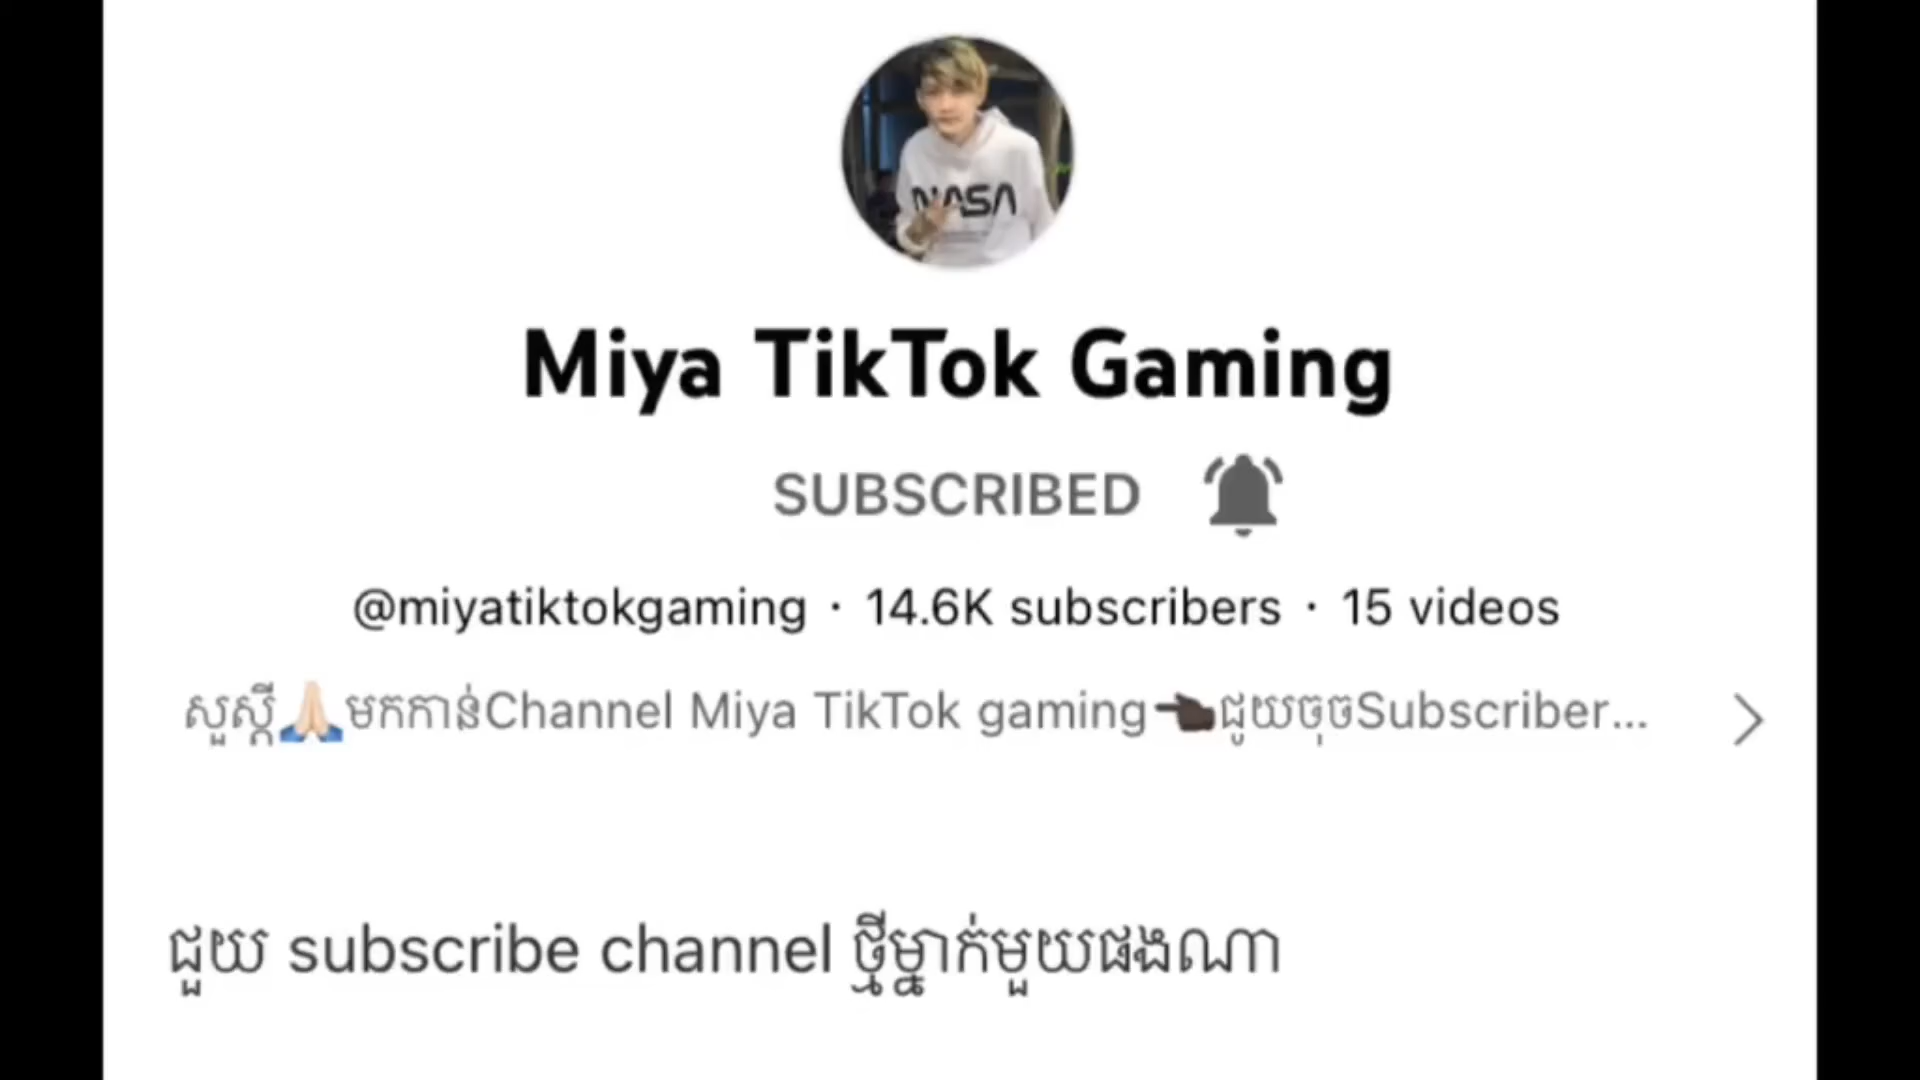 NASA
Miya TikTok Gaming
SUBSCRIBED
@miyatiktokgaming · 14.6K subscribers · 15 videos
សួស្តី🙏🏻មកកាន់Channel Miya TikTok gaming👈🏿ជូយចុចSubscriber...
ជួយ subscribe channel ថ្មីម្នាក់មួយផងណា